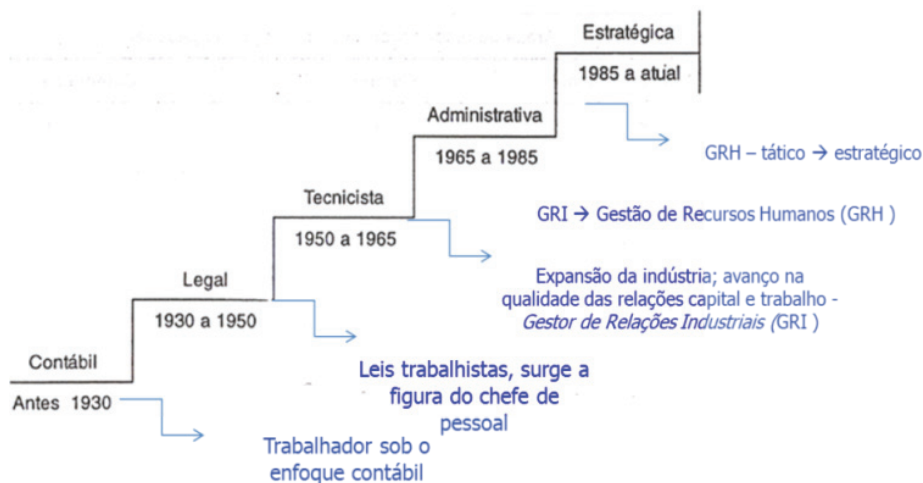 Estratégica
1985 a atual
Administrativa
1965 a 1985
GRH – tático → estratégico
Tecnicista
1950 a 1965
GRI → Gestão de Recursos Humanos (GRH )
Legal
1930 a 1950
Expansão da indústria; avanço na
qualidade das relações capital e trabalho -
Gestor de Relações Industriais (GRI )
Contábil
Antes 1930
Leis trabalhistas, surge a
figura do chefe de
pessoal
Trabalhador sob o
enfoque contábil